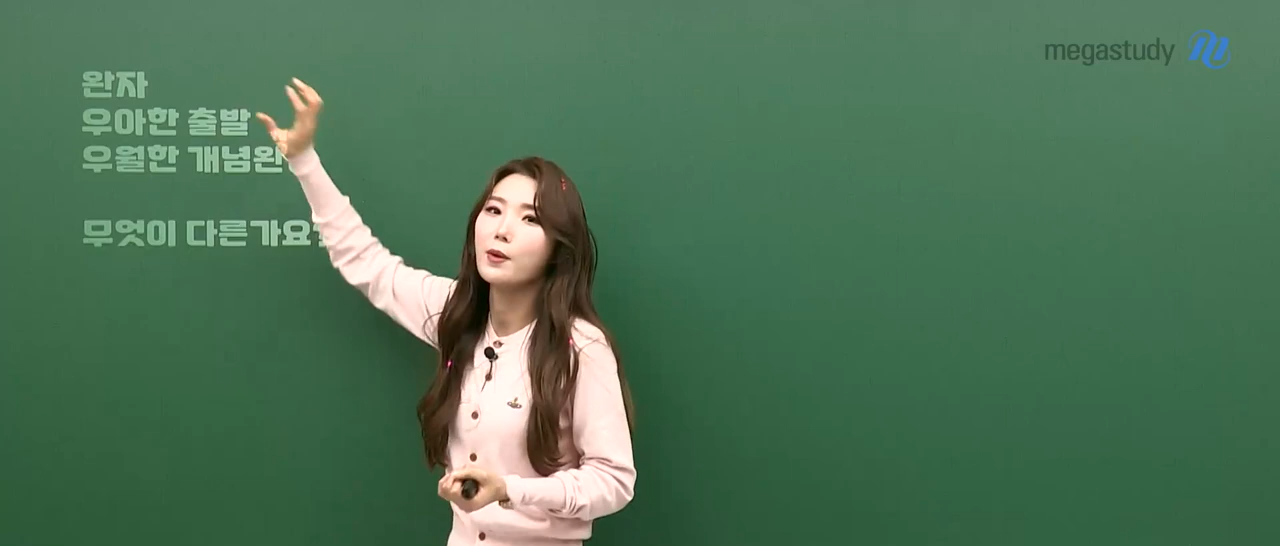 megastudy
완자
우아한 출발
우월한 개념완
무엇이 다른가요?